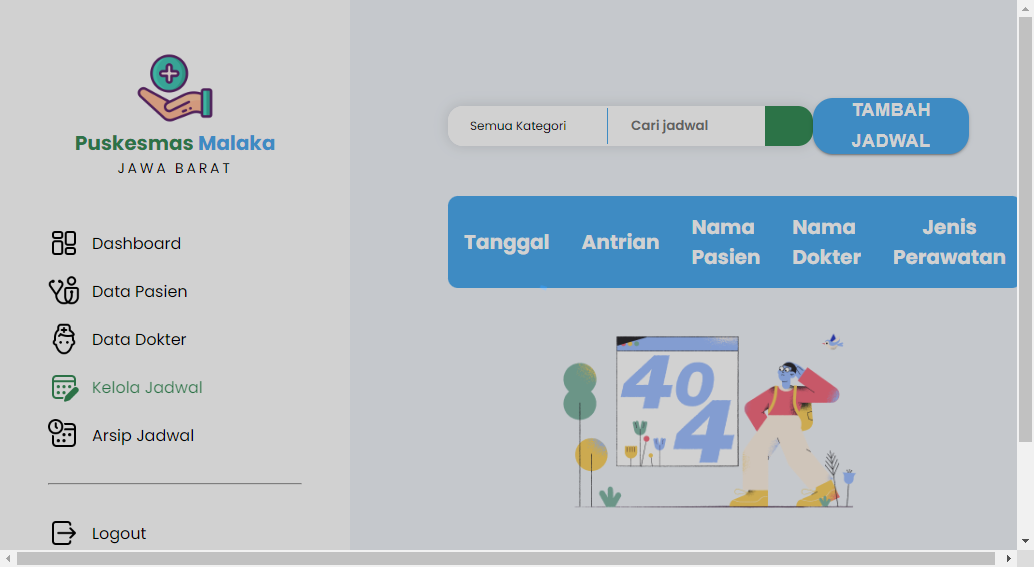 Puskesmas Malaka
JAWA BARAT
Dashboard
Data Pasien
Data Dokter
Kelola Jadwal
Arsip Jadwal
Logout
Semua Kategori
Cari jadwal
TAMBAH
JADWAL
Tanggal
Antrian
Nama
Pasien
Nama
Dokter
Jenis
Perawatan
404